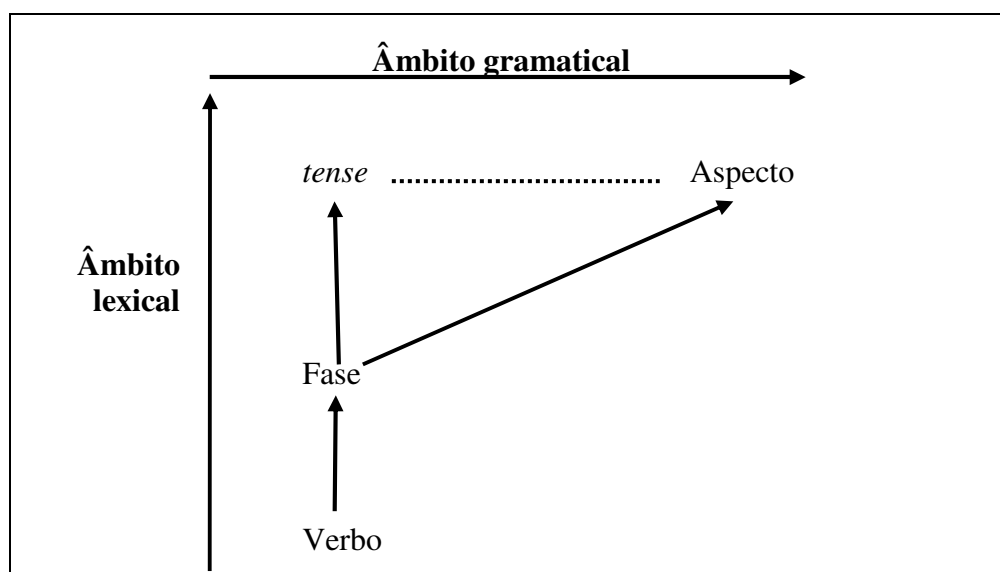 Âmbito gramatical
tense ................................ Aspecto
Âmbito
lexical
Fase
Verbo